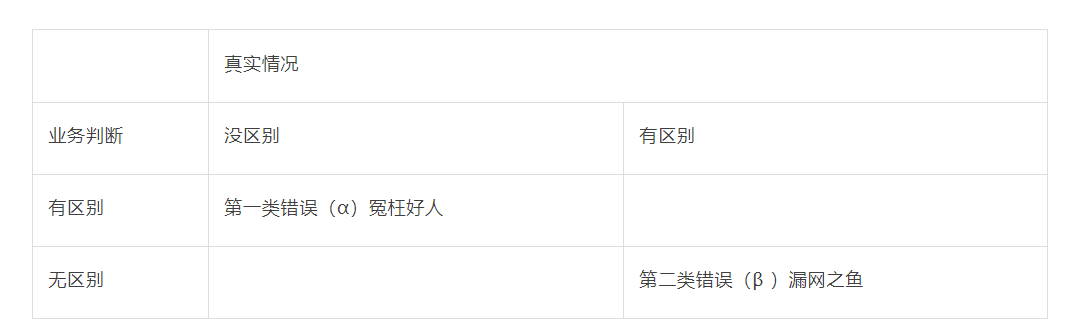 真实情况
业务判断 没区别 有区别
有区别 第一类错误（α）冤枉好人
无区别 第二类错误（β ）漏网之鱼